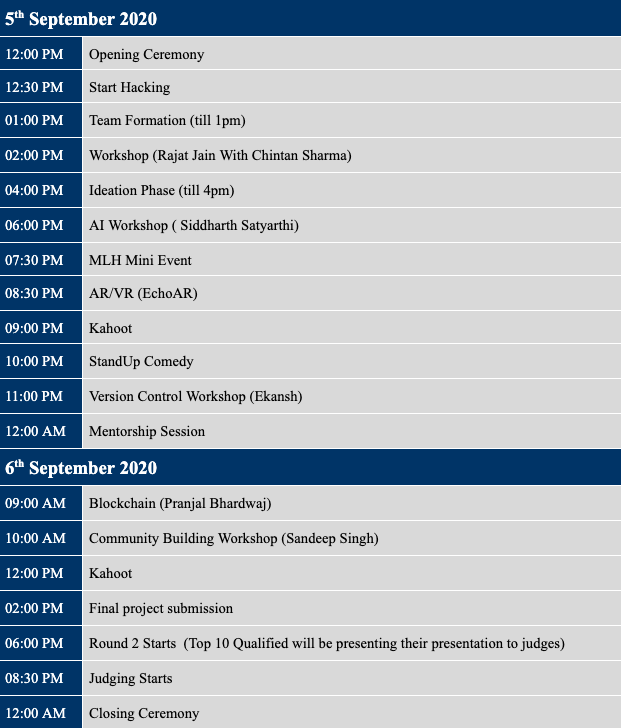 5th September 2020
12:00 PM Opening Ceremony
12:30 PM Start Hacking
01:00 PM Team Formation (till 1pm)
02:00 PM Workshop (Rajat Jain With Chintan Sharma)
04:00 PM Ideation Phase (till 4pm)
06:00 PM AI Workshop ( Siddharth Satyarthi)
07:30 PM MLH Mini Event
08:30 PM AR/VR (EchoAR)
09:00 PM Kahoot
10:00 PM StandUp Comedy
11:00 PM Version Control Workshop (Ekansh)
12:00 AM Mentorship Session
6th September 2020
09:00 AM Blockchain (Pranjal Bhardwaj)
10:00 AM Community Building Workshop (Sandeep Singh)
12:00 PM Kahoot
02:00 PM Final project submission
06:00 PM Round 2 Starts  (Top 10 Qualified will be presenting their presentation to judges)
08:30 PM Judging Starts
12:00 AM Closing Ceremony